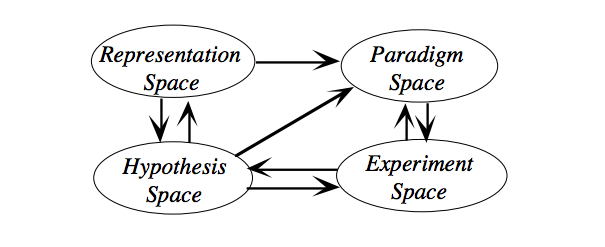 Representation
Space
Paradigm
Space
Hypothesis
Space
Experiment
Space